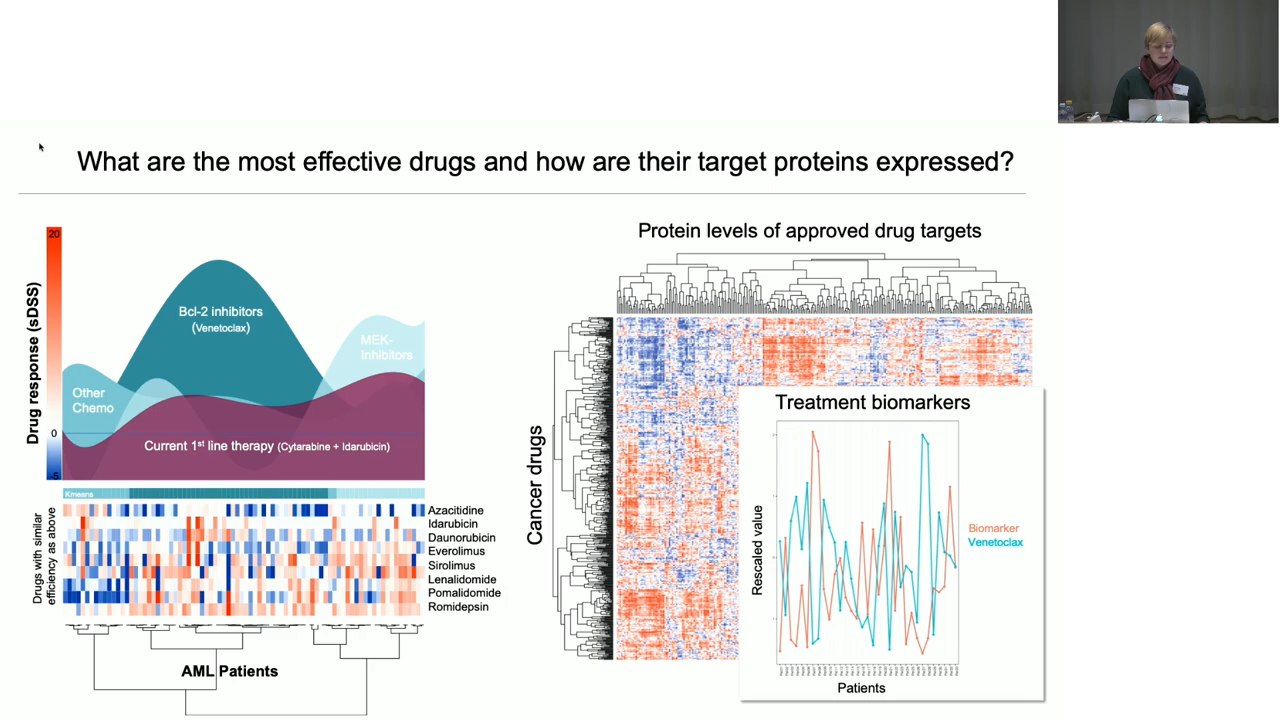 What are the most effective drugs and how are their target proteins expressed?
Drug response (sDSS)
20
0
-5
Bcl-2 inhibitors
(Venetoclax)
MEK-
Inhibitors
Other
Chemo
Current 1st line therapy (Cytarabine + Idarubicin)
Kmeans
Drugs with similar
efficiency as above
Azacitidine
Idarubicin
Daunorubicin
Everolimus
Sirolimus
Lenalidomide
Pomalidomide
Romidepsin
AML Patients
Protein levels of approved drug targets
Cancer drugs
Treatment biomarkers
Rescaled value
Biomarker
Venetoclax
Patients